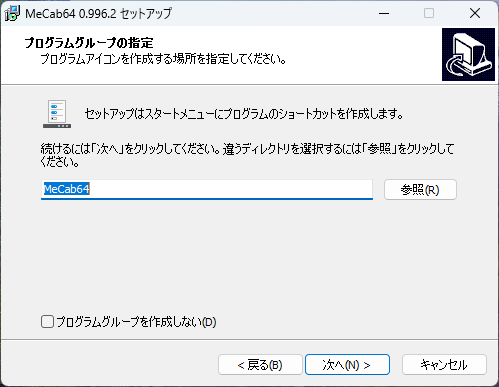 MeCab64 0.996.2 セットアップ
プログラムグループの指定
プログラムアイコンを作成する場所を指定してください。
セットアップはスタートメニューにプログラムのショートカットを作成します。
続けるには「次へ」をクリックしてください。違うディレクトリを選択するには「参照」をクリックして
ください。
MeCab64
参照(R)
プログラムグループを作成しない(D)
< 戻る(B)
次へ(N) >
キャンセル